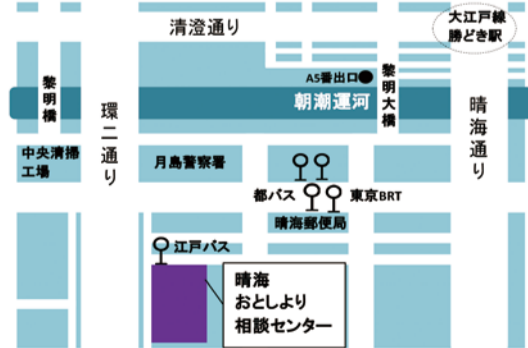 清澄通り
大江戸線
勝どき駅
A5番出口
黎明橋
環二通り
朝潮運河
黎明大橋
晴海通り
中央清掃
工場
月島警察署
都バス
東京BRT
晴海郵便局
江戸バス
晴海
おとしより
相談センター